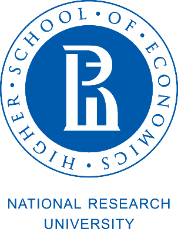 HIGHER · SCHOOL · OF · ECONOMICS ·
NATIONAL RESEARCH
UNIVERSITY